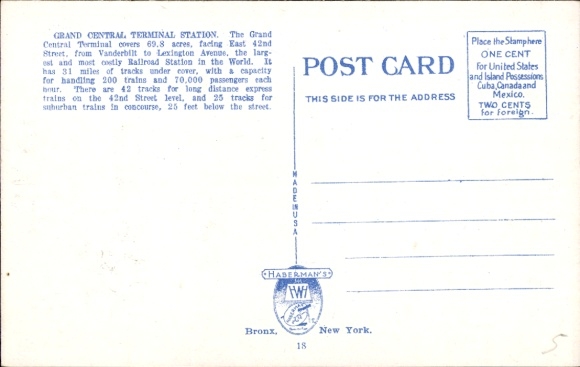 GRAND CENTRAL TERMINAL STATION. The Grand
Central Terminal covers 69.8 acres, facing East 42nd
Street, from Vanderbilt to Lexington Avenue, the larg-
est and most costly Railroad Station in the World. It
has 31 miles of tracks under cover, with a capacity
for handling 200 trains and 70,000 passengers each
hour. There are 42 tracks for long distance express
trains on the 42nd Street level, and 25 tracks for
suburban trains in concourse, 25 feet below the street.
POST CARD
THIS SIDE IS FOR THE ADDRESS
Place the Stamp here
ONE CENT
For United States
and Island Possessions
Cuba, Canada and
Mexico.
TWO CENTS
for foreign.
MADE IN USA
HABERMAN'S
Bronx, New York.
18
5